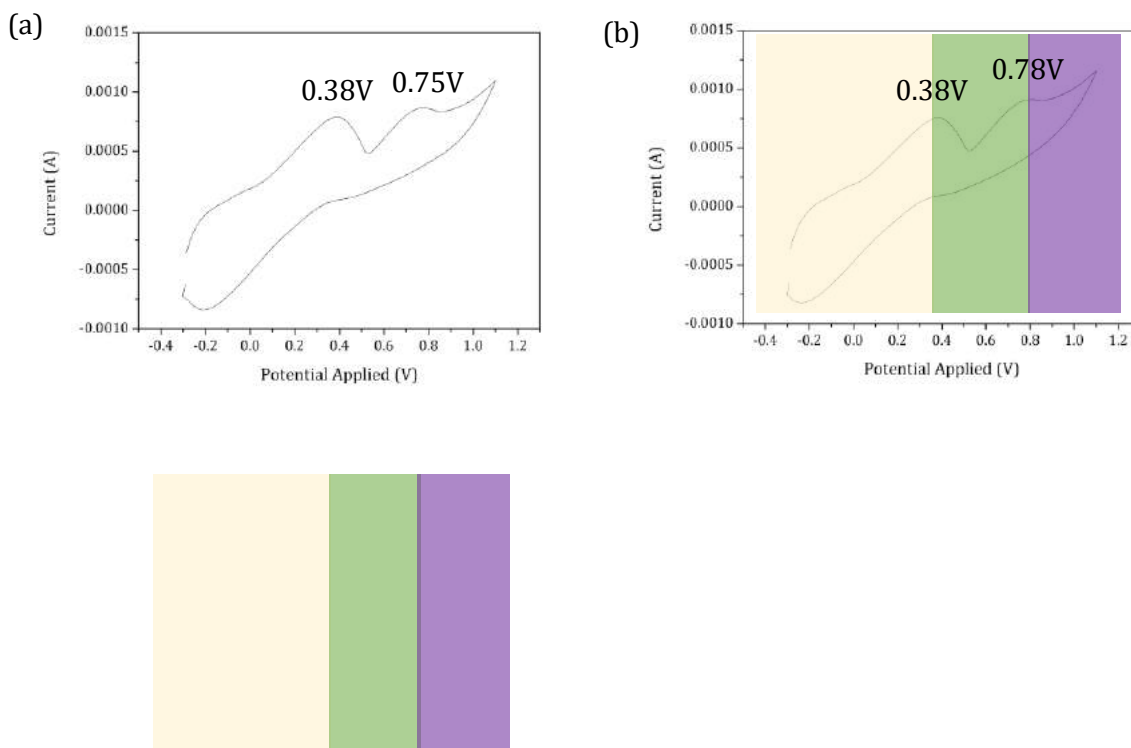 (a)
0.0015
0.0010
0.0005
0.0000
-0.0005
-0.0010
Current (A)
0.38V
0.75V
-0.4 -0.2 0.0 0.2 0.4 0.6 0.8 1.0 1.2
Potential Applied (V)
(b)
0.0015
0.0010
0.0005
0.0000
-0.0005
-0.0010
Current (A)
0.38V
0.78V
-0.4 -0.2 0.0 0.2 0.4 0.6 0.8 1.0 1.2
Potential Applied (V)